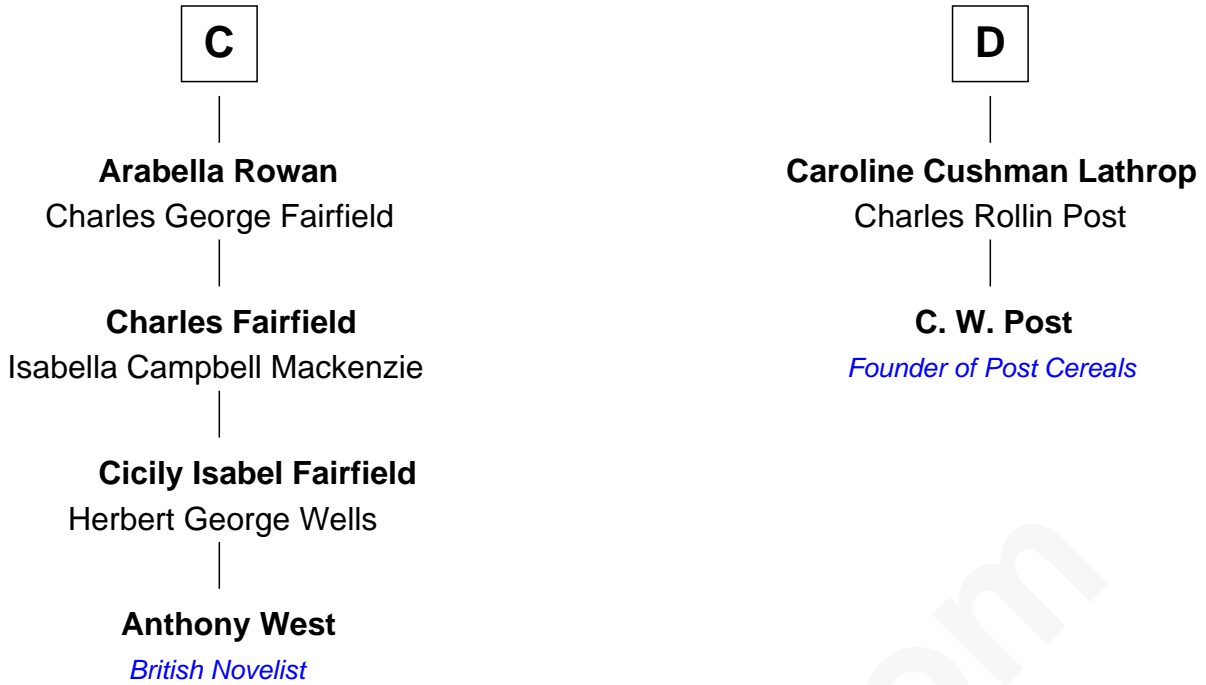 C
Arabella Rowan
Charles George Fairfield
Charles Fairfield
Isabella Campbell Mackenzie
Cicily Isabel Fairfield
Herbert George Wells
Anthony West
British Novelist
D
Caroline Cushman Lathrop
Charles Rollin Post
C. W. Post
Founder of Post Cereals
om